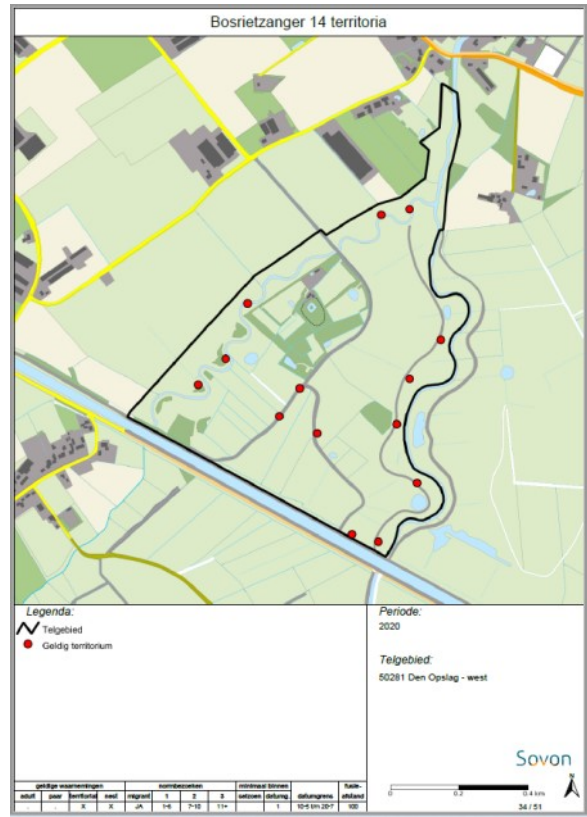 Bosrietzanger 14 territoria
Legenda:
Telgebied
Geldig territorium
Periode:
2020
Telgebied:
50281 Den Opslag - west
Sovon
0 0.2 0.4 km
34 / 51
geldige waarnemingen normbezoeken minimaal binnen fusie-
adult paar territoriaal nest migrant 1 2 3 seizoen datumg. datumgrens afstand
. . X X JA 1-6 7-10 11+ 1 10-5 t/m 20-7 100